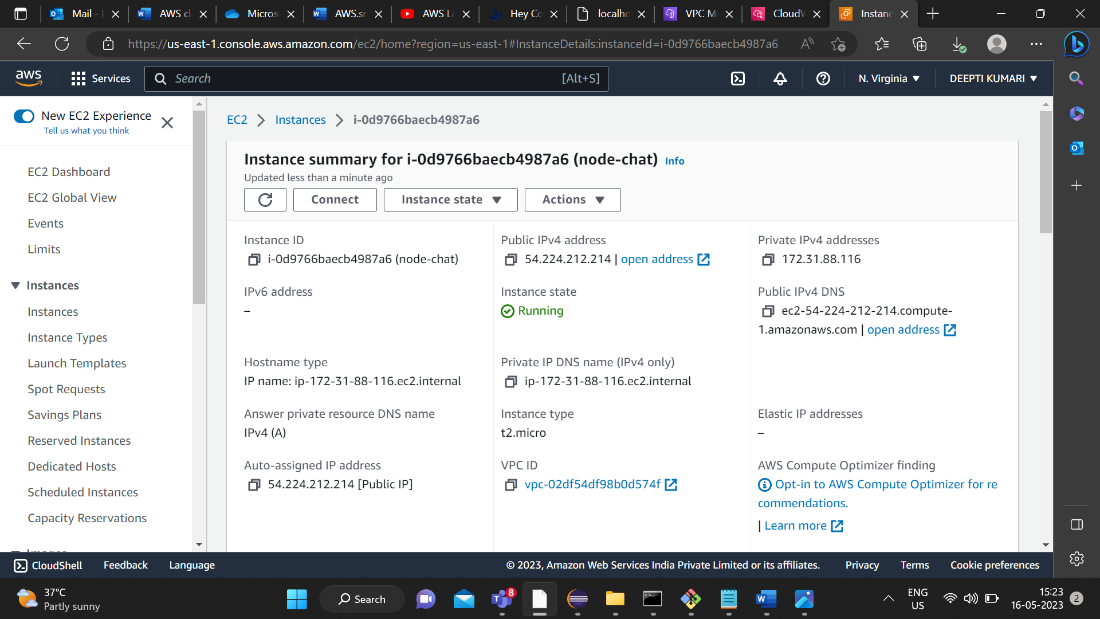 Mail -
AWS cl
Micros
AWS.sr
AWS La
Hey Co
localho
VPC M
CloudW
Instanc
https://us-east-1.console.aws.amazon.com/ec2/home?region=us-east-1#InstanceDetails:instanceId=i-0d9766baecb4987a6
aws
Services
Search
[Alt+S]
N. Virginia
DEEPTI KUMARI
New EC2 Experience
Tell us what you think
EC2 Dashboard
EC2 Global View
Events
Limits
Instances
Instances
Instance Types
Launch Templates
Spot Requests
Savings Plans
Reserved Instances
Dedicated Hosts
Scheduled Instances
Capacity Reservations
EC2 > Instances > i-0d9766baecb4987a6
Instance summary for i-0d9766baecb4987a6 (node-chat) Info
Updated less than a minute ago
Connect
Instance state
Actions
Instance ID
i-0d9766baecb4987a6 (node-chat)
Public IPv4 address
54.224.212.214 | open address
Private IPv4 addresses
172.31.88.116
IPv6 address
–
Instance state
Running
Public IPv4 DNS
ec2-54-224-212-214.compute-
1.amazonaws.com | open address
Hostname type
IP name: ip-172-31-88-116.ec2.internal
Private IP DNS name (IPv4 only)
ip-172-31-88-116.ec2.internal
Answer private resource DNS name
IPv4 (A)
Instance type
t2.micro
Elastic IP addresses
–
Auto-assigned IP address
54.224.212.214 [Public IP]
VPC ID
vpc-02df54df98b0d574f
AWS Compute Optimizer finding
Opt-in to AWS Compute Optimizer for re
commendations.
| Learn more
CloudShell
Feedback
Language
© 2023, Amazon Web Services India Private Limited or its affiliates.
Privacy
Terms
Cookie preferences
37°C
Partly sunny
Search
8
ENG
US
15:23
16-05-2023
2